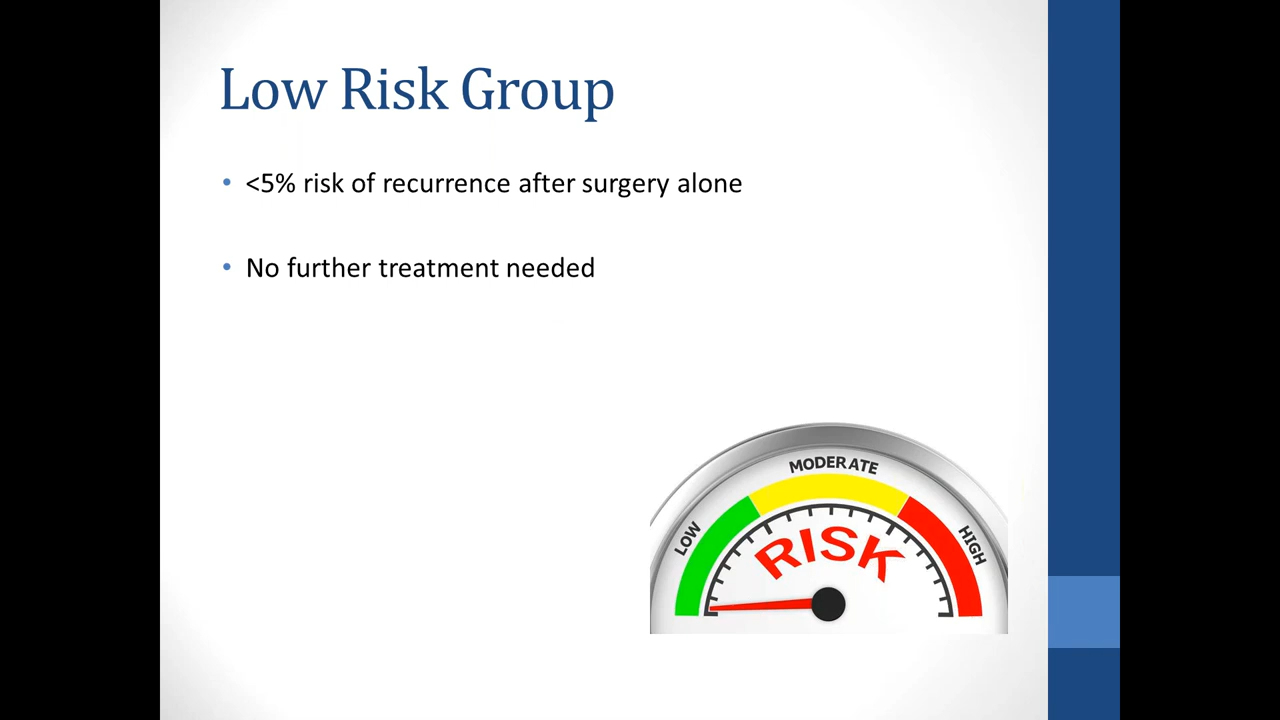 Low Risk Group
• <5% risk of recurrence after surgery alone
• No further treatment needed
MODERATE
LOW
HIGH
RISK